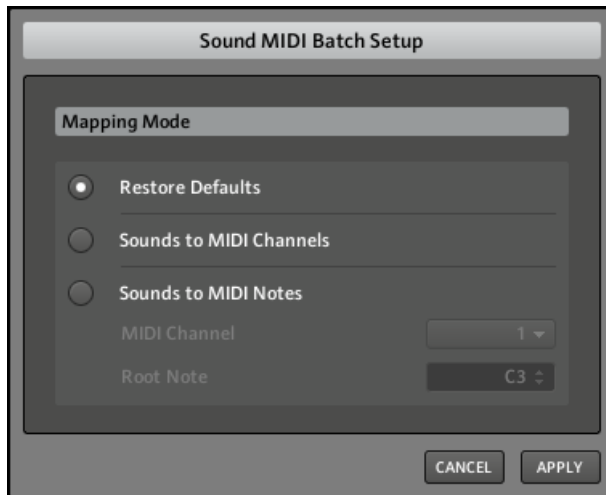 Sound MIDI Batch Setup
Mapping Mode
Restore Defaults
Sounds to MIDI Channels
Sounds to MIDI Notes
MIDI Channel 1
Root Note C3
CANCEL APPLY